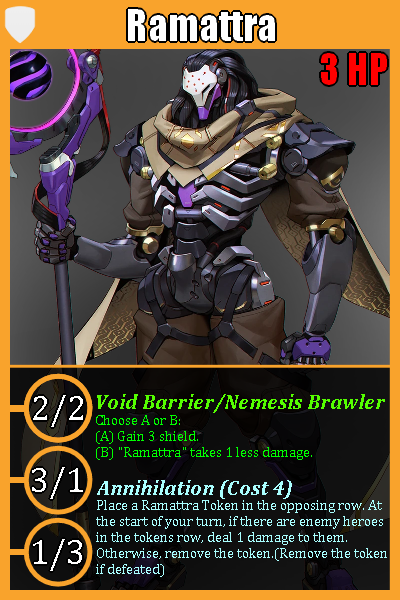 Ramattra
3 HP
2/2
Void Barrier/Nemesis Brawler
Choose A or B:
(A) Gain 3 shield.
(B) "Ramattra" takes 1 less damage.
3/1
Annihilation (Cost 4)
Place a Ramattra Token in the opposing row. At
the start of your turn, if there are enemy heroes
in the tokens row, deal 1 damage to them.
Otherwise, remove the token.(Remove the token
if defeated)
1/3